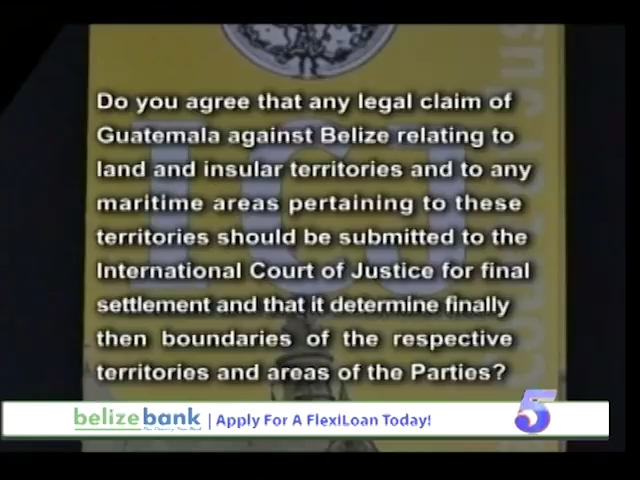 Do you agree that any legal claim of
Guatemala against Belize relating to
land and insular territories and to any
maritime areas pertaining to these
territories should be submitted to the
International Court of Justice for final
settlement and that it determine finally
then boundaries of the respective
territories and areas of the Parties?
ICJ
belizebank | Apply For A FlexiLoan Today!
5